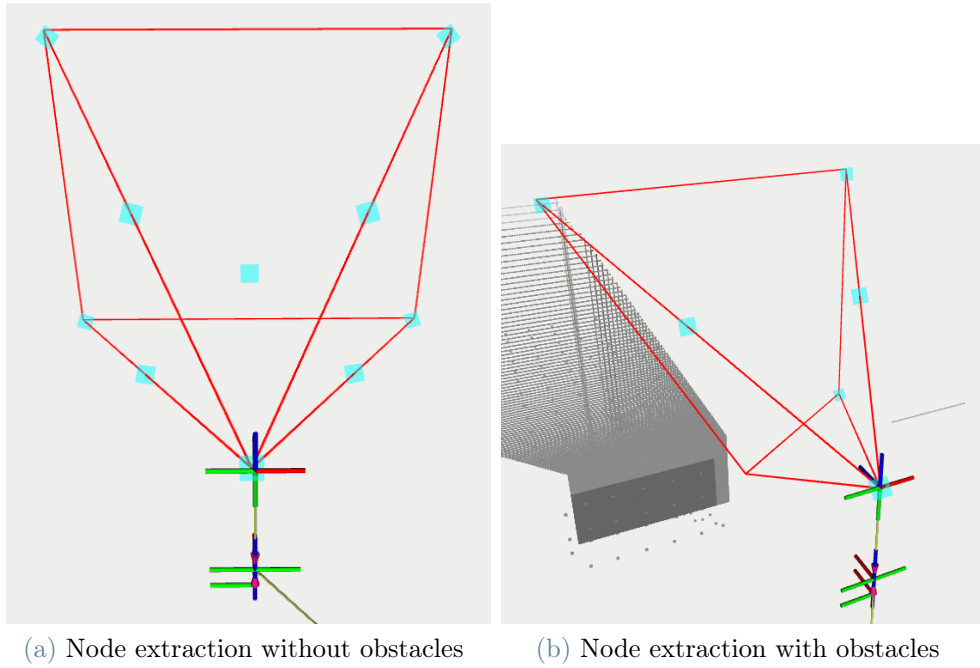 (a) Node extraction without obstacles
(b) Node extraction with obstacles